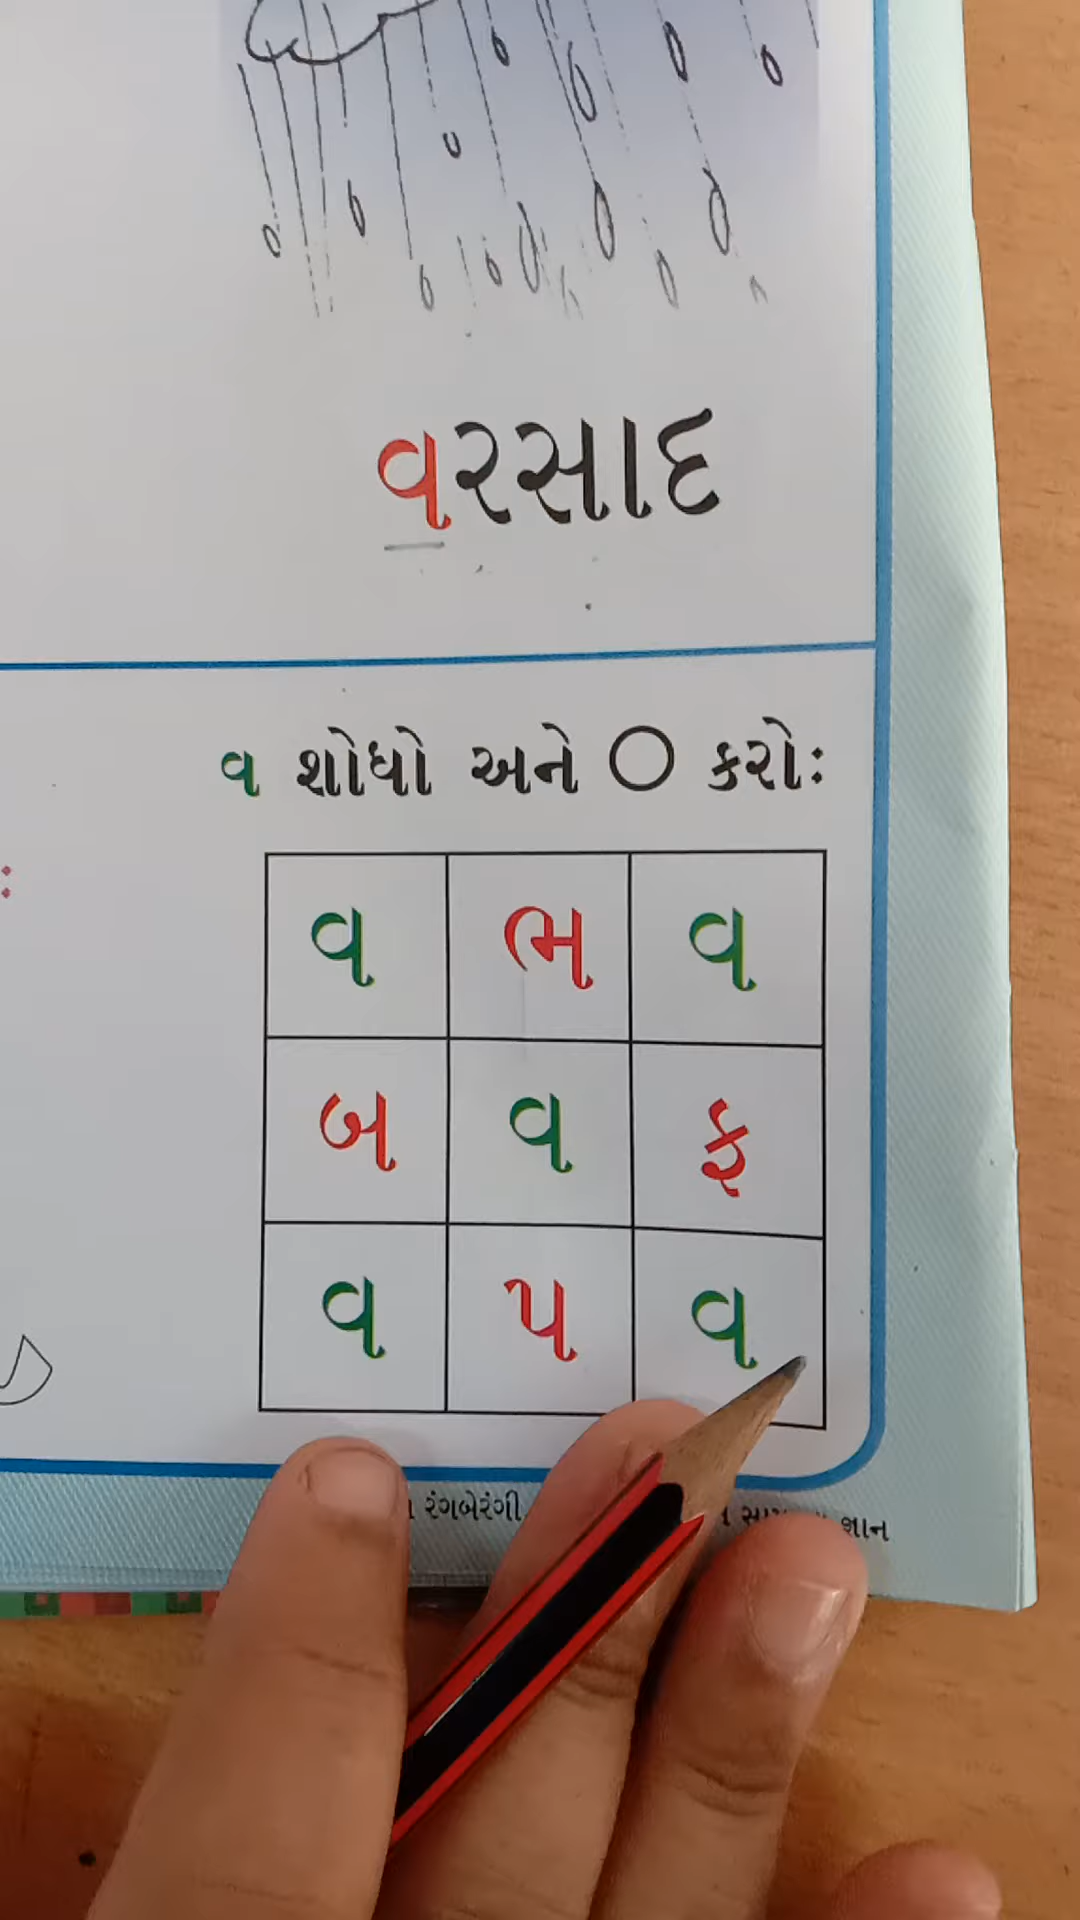 વરસાદ
વ શોધો અને ○ કરોઃ
વ ભ વ
બ વ ફ
વ પ વ
રંગબેરંગી